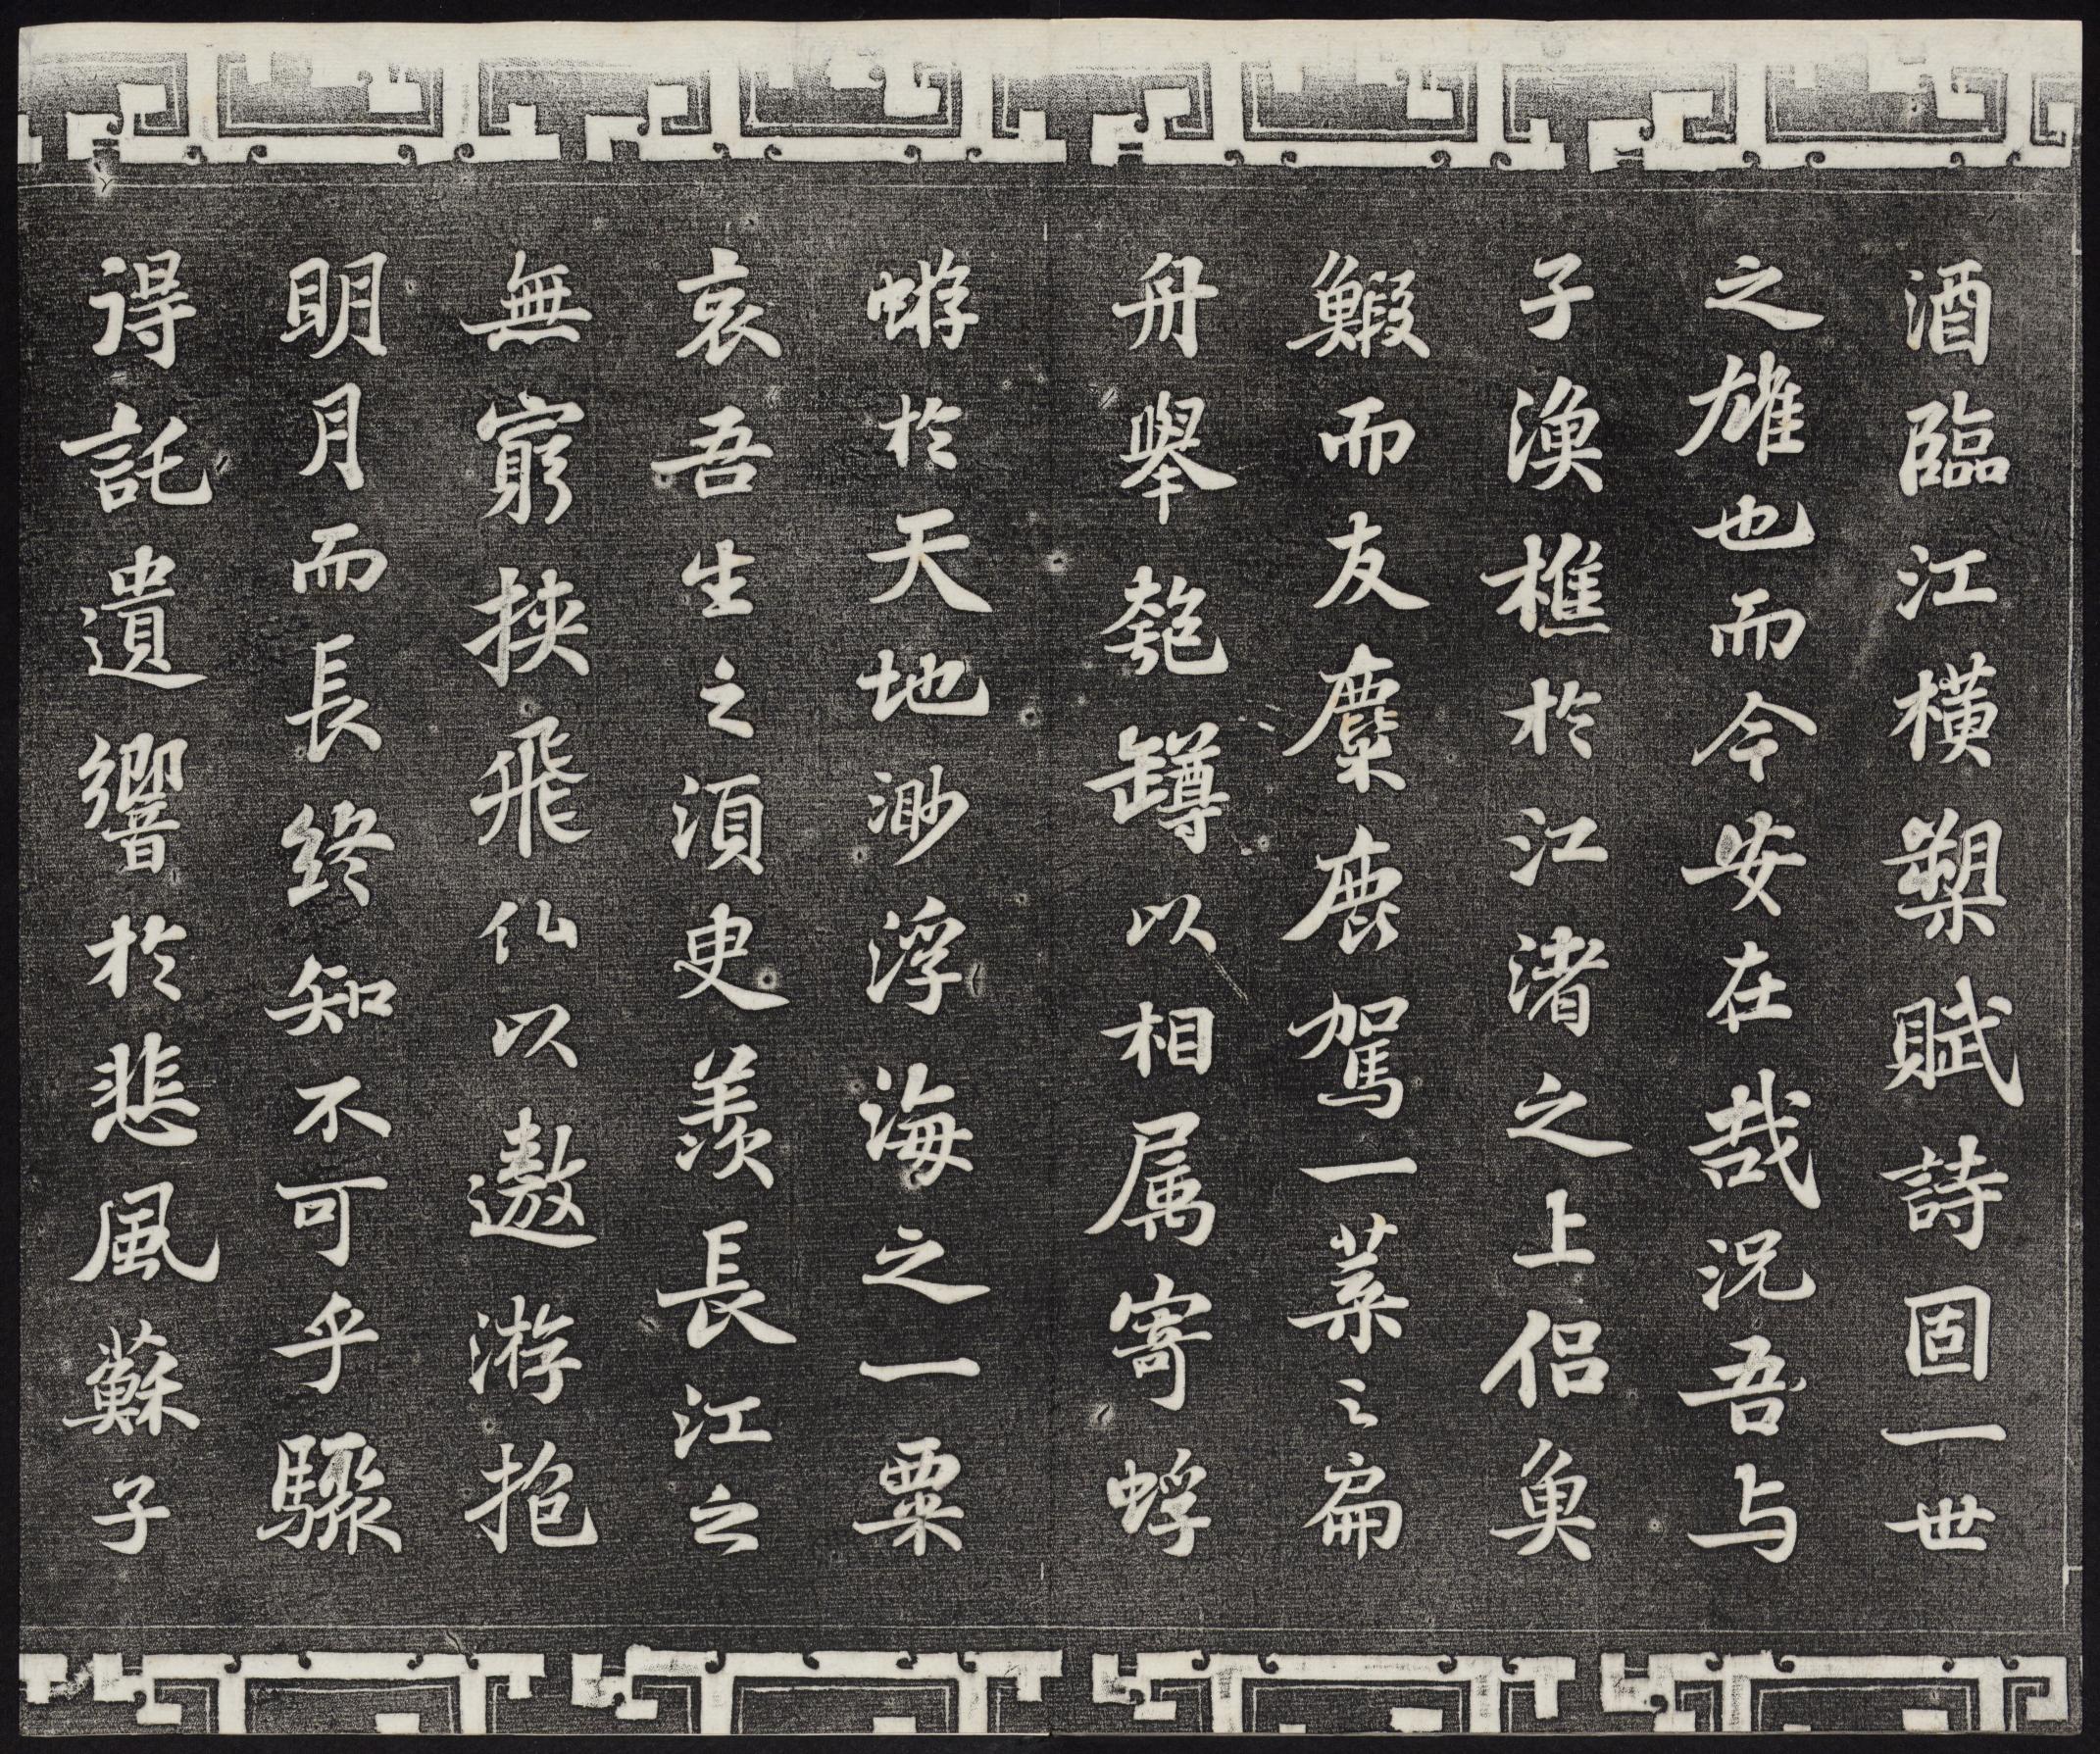 酒臨江橫槊賦詩固一世
之雄也而今安在哉況吾与
子漁樵於江渚之上侣魚
鰕而友麋鹿駕一葉之扁
舟舉匏罇以相属寄蜉
蝣於天地渺浮海之一粟
哀吾生之須臾羨長江之
無窮挾飛仙以遨游抱
明月而長終知不可乎驟
得託遺響於悲風蘇子